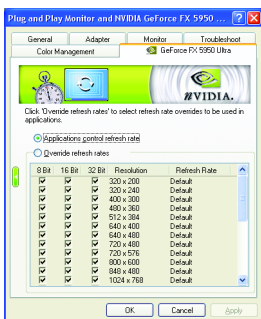 Plug and Play Monitor and NVIDIA GeForce FX 5950 ...
General Adapter Monitor Troubleshoot
Color Management GeForce FX 5950 Ultra
NVIDIA.
Click 'Override refresh rates' to select refresh rate overrides to be used in
applications.
Applications control refresh rate
Override refresh rates
8 Bit 16 Bit 32 Bit Resolution Refresh Rate
320 x 200 Default
320 x 240 Default
400 x 300 Default
480 x 360 Default
512 x 384 Default
640 x 400 Default
640 x 480 Default
720 x 480 Default
720 x 576 Default
800 x 600 Default
848 x 480 Default
1024 x 768 Default
OK Cancel Apply